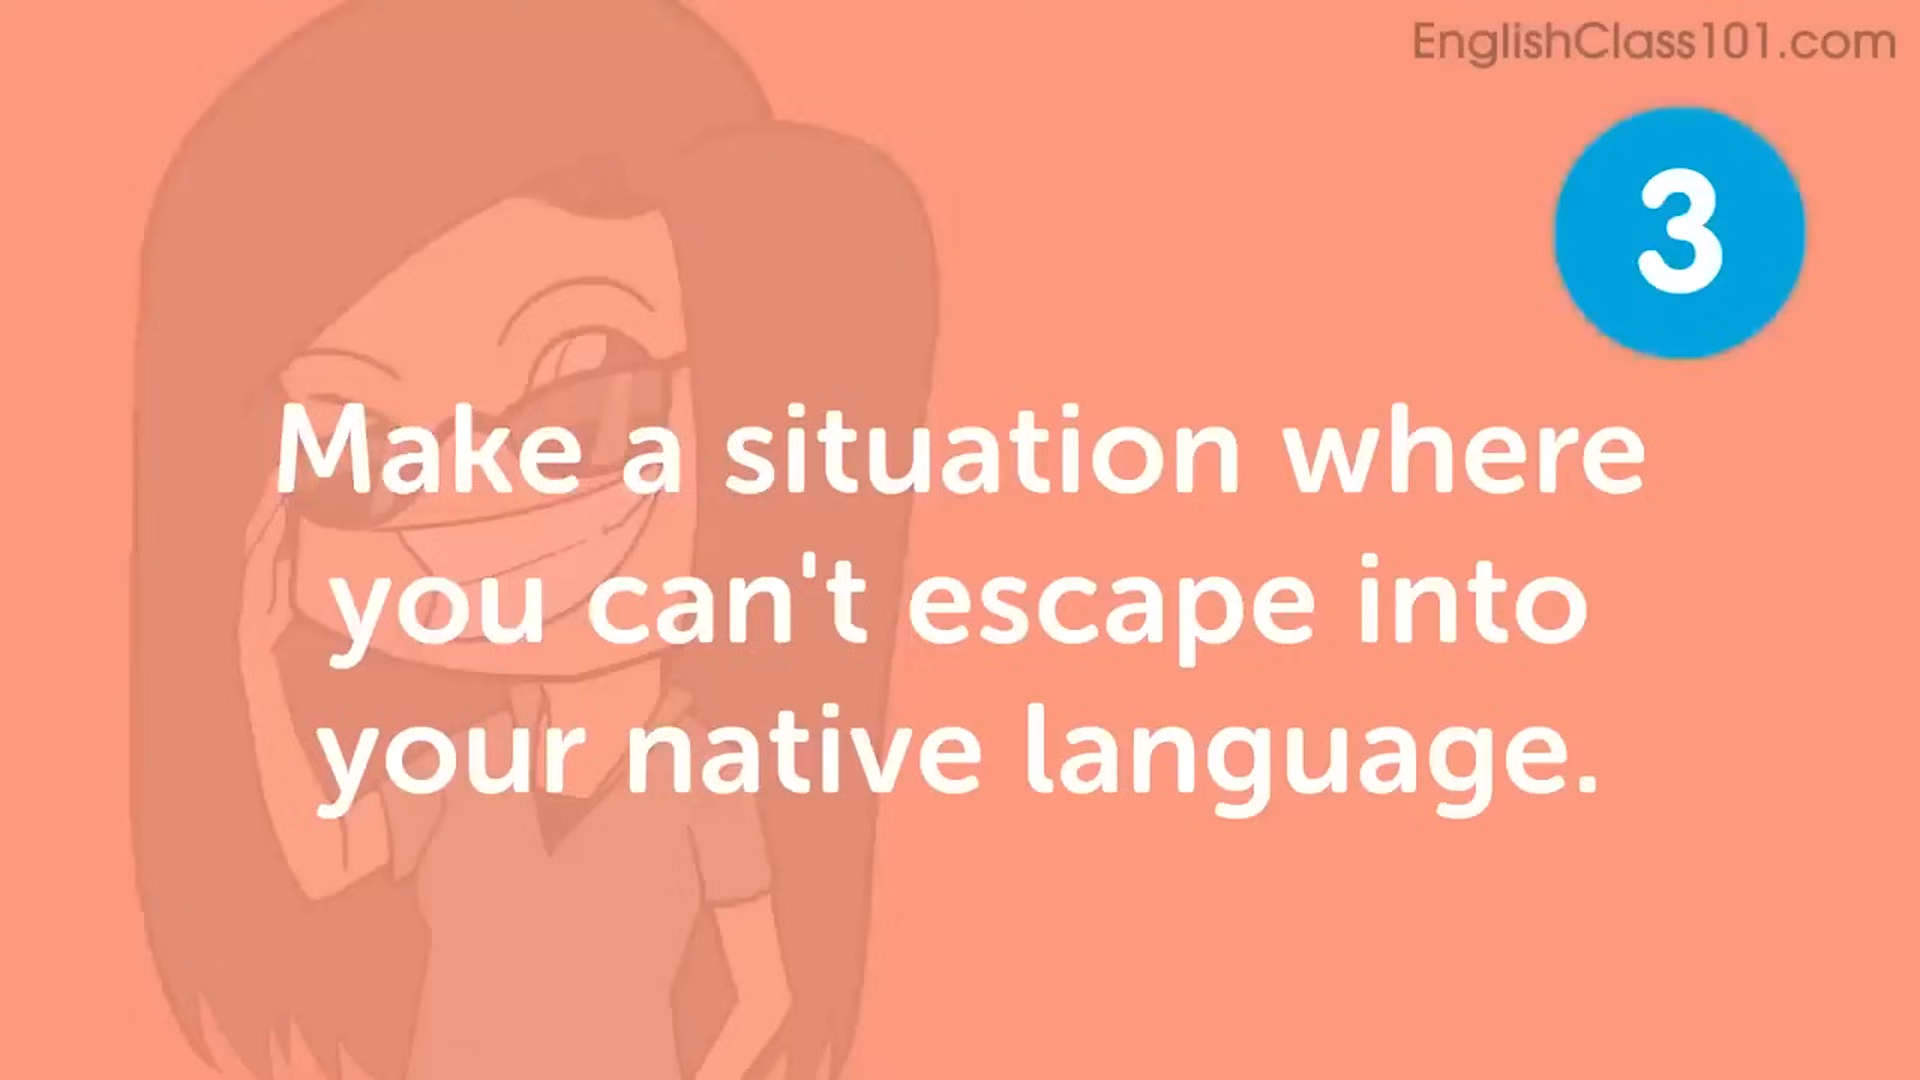 EnglishClass101.com
3
Make a situation where
you can't escape into
your native language.